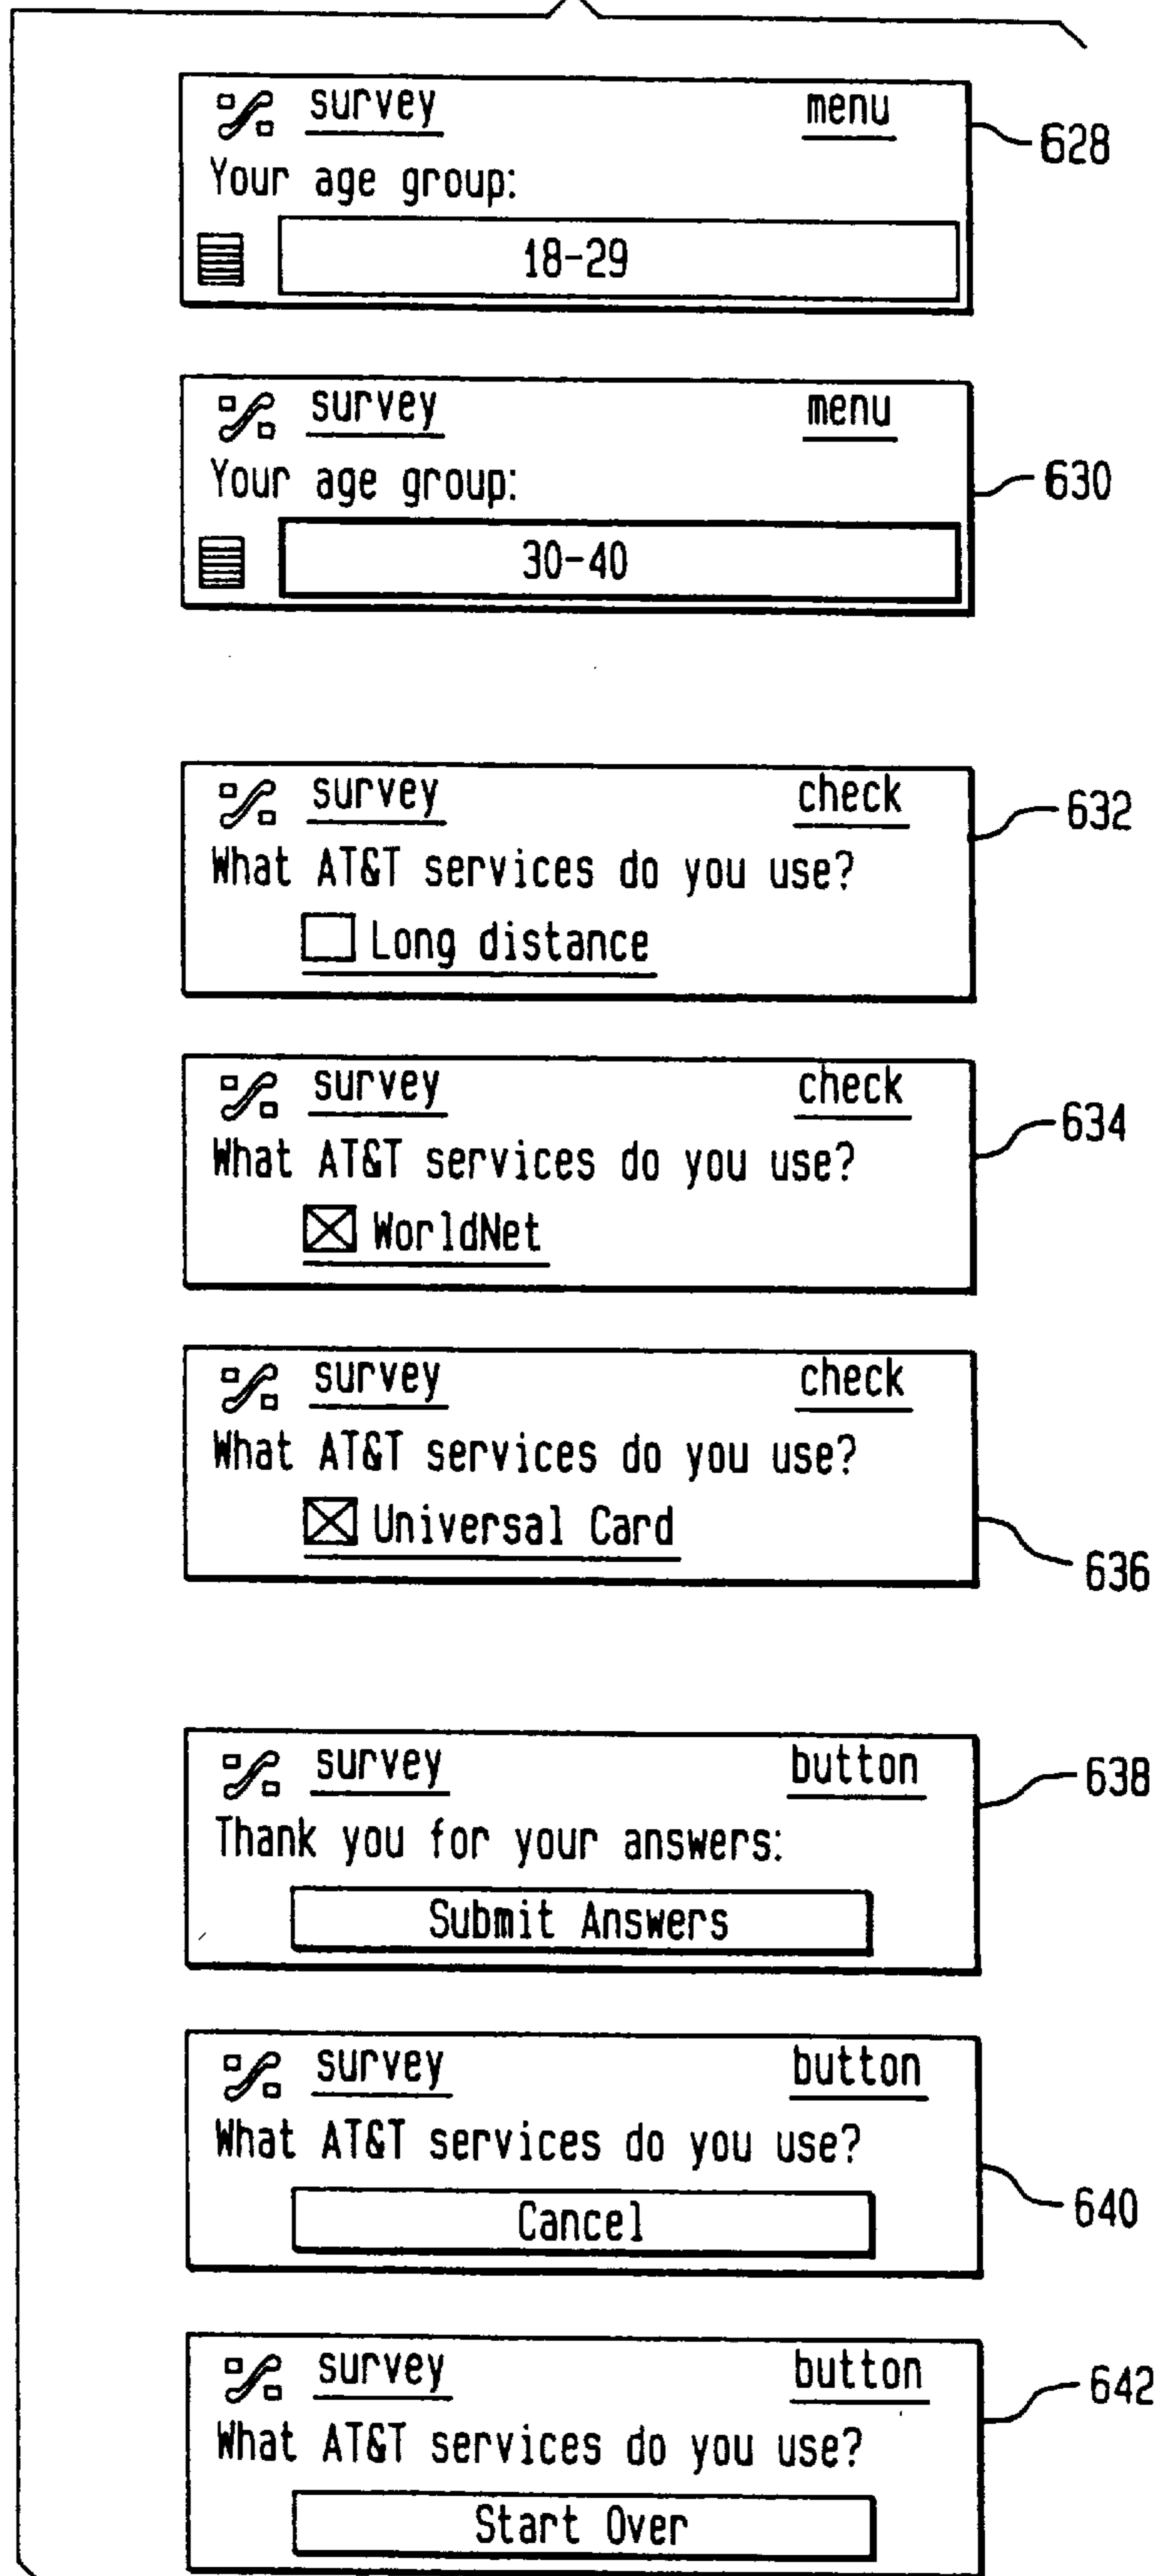 survey menu
628
Your age group:
18-29
survey menu
630
Your age group:
30-40
survey check
632
What AT&T services do you use?
Long distance
survey check
634
What AT&T services do you use?
WorldNet
survey check
What AT&T services do you use?
Universal Card
636
survey button
638
Thank you for your answers:
Submit Answers
survey button
What AT&T services do you use?
640
Cancel
survey button
642
What AT&T services do you use?
Start Over